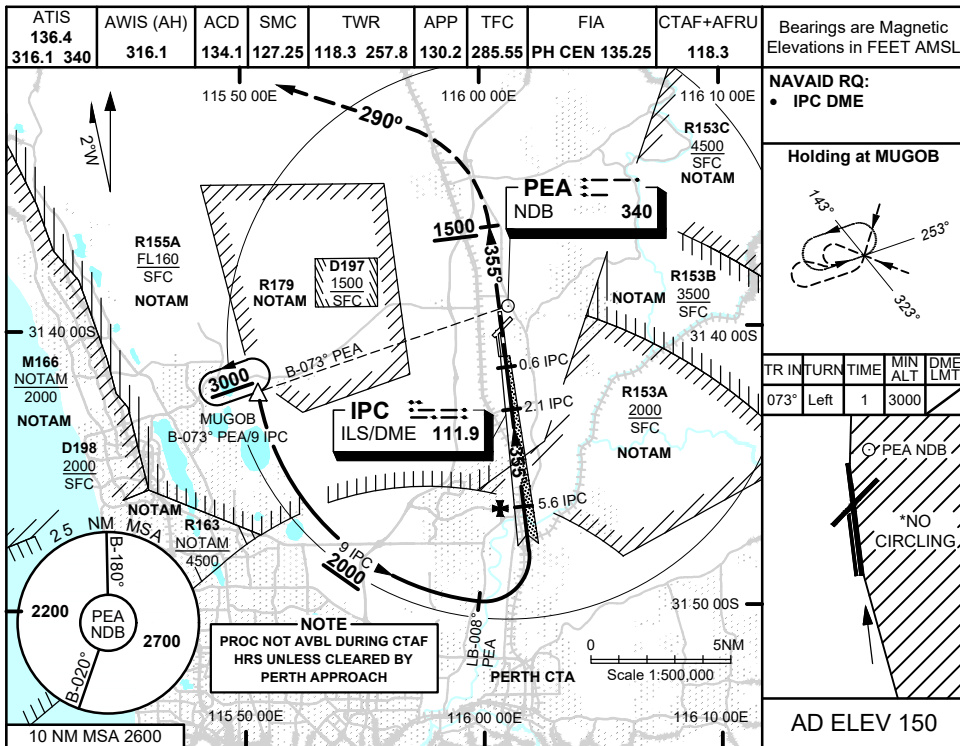 ATIS
136.4
316.1 340
AWIS (AH)
316.1
ACD
134.1
SMC
127.25
TWR
118.3 257.8
APP
130.2
TFC
285.55
FIA
PH CEN 135.25
CTAF+AFRU
118.3
Bearings are Magnetic
Elevations in FEET AMSL
NAVAID RQ:
• IPC DME
Holding at MUGOB
143°
253°
323°
TR IN
TURN
TIME
MIN
ALT
DME
LMT
073°
Left
1
3000
PEA NDB
*NO
CIRCLING
AD ELEV 150
115 50 00E
116 00 00E
116 10 00E
2°W
290°
R153C
4500
SFC
NOTAM
PEA
NDB 340
1500
355°
R155A
FL160
SFC
NOTAM
R179
NOTAM
D197
1500
SFC
R153B
NOTAM
3500
SFC
31 40 00S
31 40 00S
M166
NOTAM
2000
NOTAM
B-073° PEA
0.6 IPC
3000
MUGOB
B-073° PEA/9 IPC
IPC
ILS/DME 111.9
2.1 IPC
R153A
2000
SFC
NOTAM
355°
D198
2000
SFC
5.6 IPC
NOTAM
R163
NOTAM
4500
25 NM MSA
B-180°
2200
PEA
NDB
2700
B-020°
10 NM MSA 2600
9 IPC
2000
NOTE
PROC NOT AVBL DURING CTAF
HRS UNLESS CLEARED BY
PERTH APPROACH
LB-008°
PEA
PERTH CTA
31 50 00S
0 5NM
Scale 1:500,000
115 50 00E
116 00 00E
116 10 00E